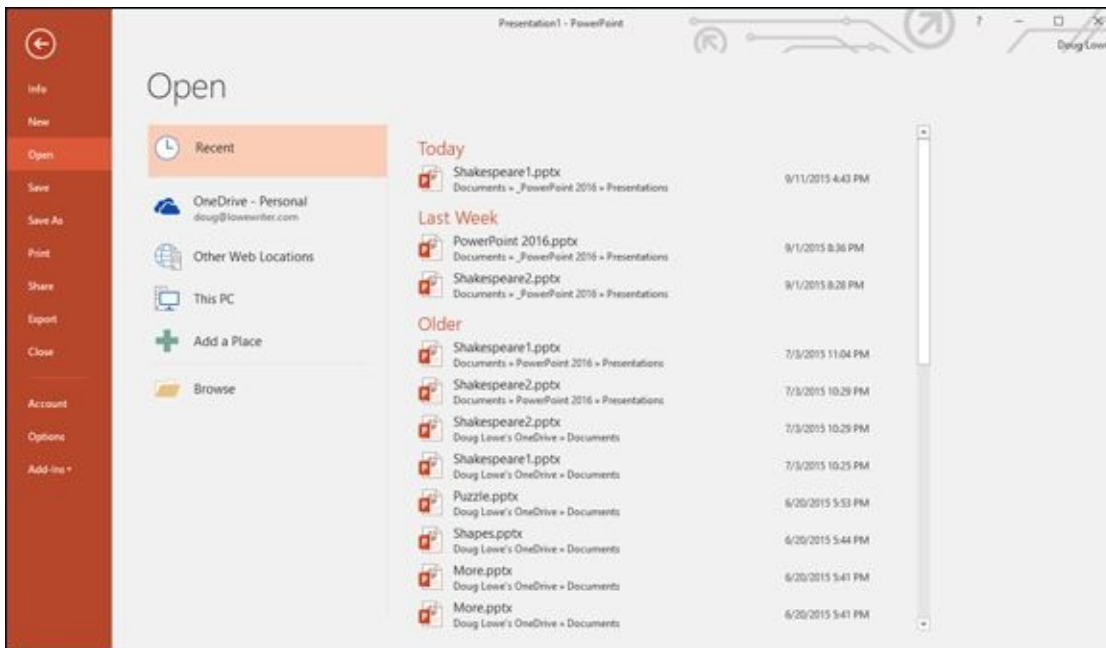 Presentation1 - PowerPoint
?
Doug Lowe
Info
New
Open
Save
Save As
Print
Share
Export
Close
Account
Options
Add-ins
Open
Recent
OneDrive - Personal
doug@lowewriter.com
Other Web Locations
This PC
Add a Place
Browse
Today
Shakespeare1.pptx
Documents » _PowerPoint 2016 » Presentations
9/11/2015 4:43 PM
Last Week
PowerPoint 2016.pptx
Documents » _PowerPoint 2016 » Presentations
9/1/2015 8:36 PM
Shakespeare2.pptx
Documents » _PowerPoint 2016 » Presentations
9/1/2015 8:28 PM
Older
Shakespeare1.pptx
Documents » PowerPoint 2016 » Presentations
7/3/2015 11:04 PM
Shakespeare2.pptx
Documents » PowerPoint 2016 » Presentations
7/3/2015 10:29 PM
Shakespeare2.pptx
Doug Lowe's OneDrive » Documents
7/3/2015 10:29 PM
Shakespeare1.pptx
Doug Lowe's OneDrive » Documents
7/3/2015 10:25 PM
Puzzle.pptx
Doug Lowe's OneDrive » Documents
6/20/2015 5:53 PM
Shapes.pptx
Doug Lowe's OneDrive » Documents
6/20/2015 5:44 PM
More.pptx
Doug Lowe's OneDrive » Documents
6/20/2015 5:41 PM
More.pptx
Doug Lowe's OneDrive » Documents
6/20/2015 5:41 PM